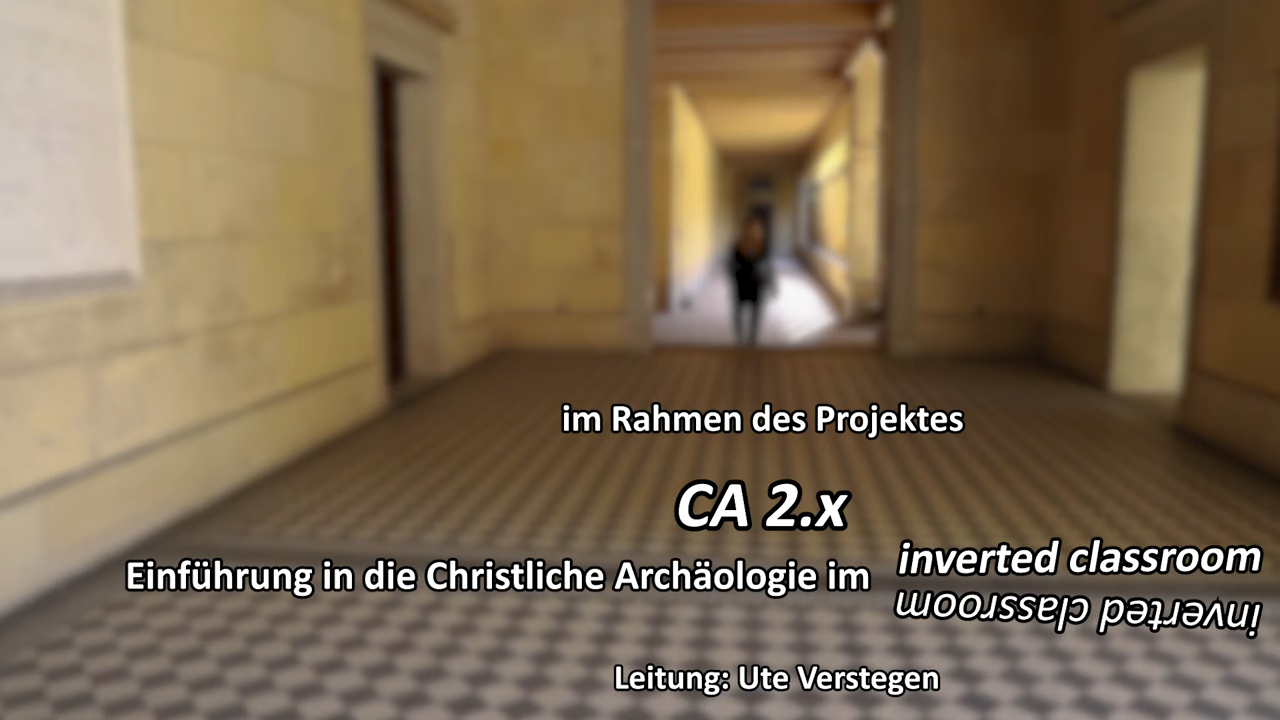 im Rahmen des Projektes
CA 2.x
Einführung in die Christliche Archäologie im inverted classroom
inverted classroom
Leitung: Ute Verstegen